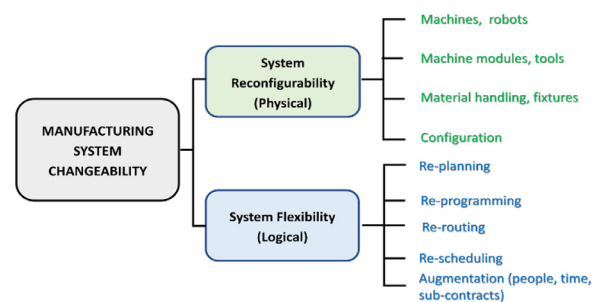 MANUFACTURING
SYSTEM
CHANGEABILITY
System
Reconfigurability
(Physical)
Machines, robots
Machine modules, tools
Material handling, fixtures
Configuration
System Flexibility
(Logical)
Re-planning
Re-programming
Re-routing
Re-scheduling
Augmentation (people, time,
sub-contracts)